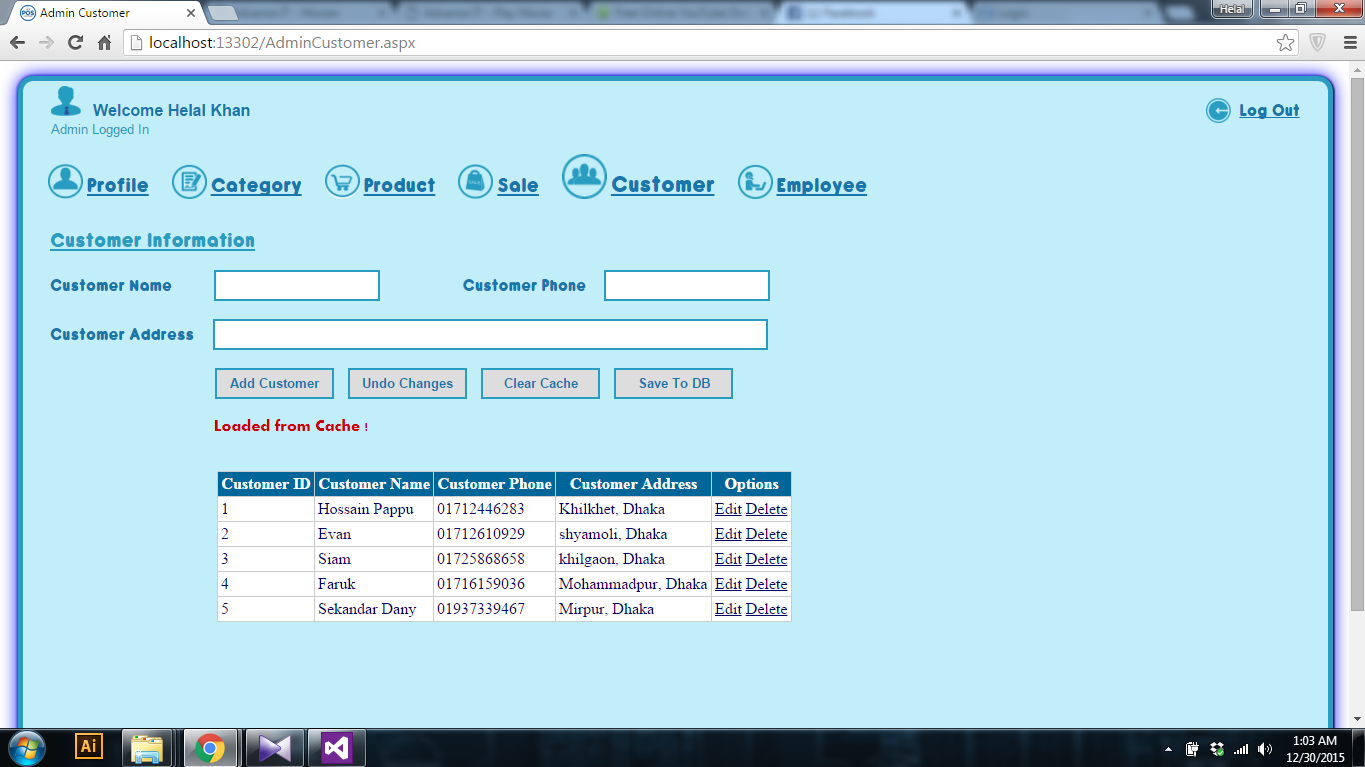 Admin Customer
Helal
localhost:13302/AdminCustomer.aspx
Welcome Helal Khan
Admin Logged In
Log Out
Profile Category Product Sale Customer Employee
Customer Information
Customer Name Customer Phone
Customer Address
Add Customer Undo Changes Clear Cache Save To DB
Loaded from Cache !
Customer ID Customer Name Customer Phone Customer Address Options
1 Hossain Pappu 01712446283 Khilkhet, Dhaka Edit Delete
2 Evan 01712610929 shyamoli, Dhaka Edit Delete
3 Siam 01725868658 khilgaon, Dhaka Edit Delete
4 Faruk 01716159036 Mohammadpur, Dhaka Edit Delete
5 Sekandar Dany 01937339467 Mirpur, Dhaka Edit Delete
Ai
1:03 AM
12/30/2015